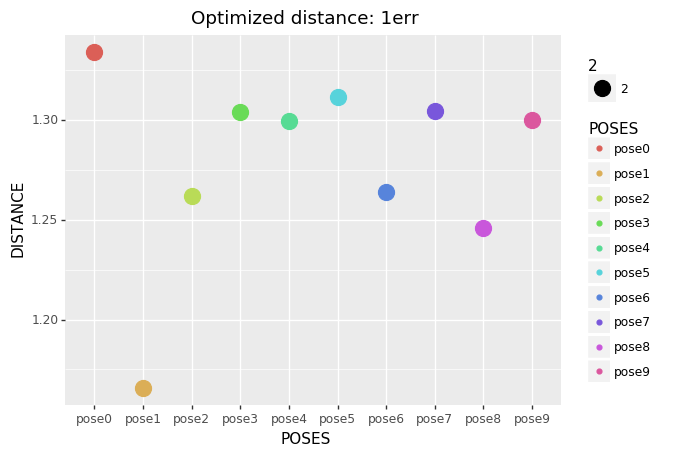 Optimized distance: 1err
DISTANCE
1.30
1.25
1.20
pose0 pose1 pose2 pose3 pose4 pose5 pose6 pose7 pose8 pose9
POSES
2
2
POSES
pose0
pose1
pose2
pose3
pose4
pose5
pose6
pose7
pose8
pose9